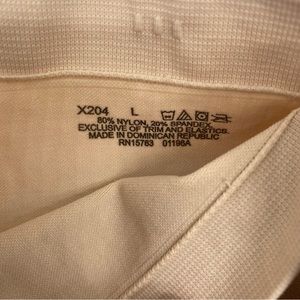 X204 L
80% NYLON, 20% SPANDEX
EXCLUSIVE OF TRIM AND ELASTICS.
MADE IN DOMINICAN REPUBLIC
RN15763 01196A